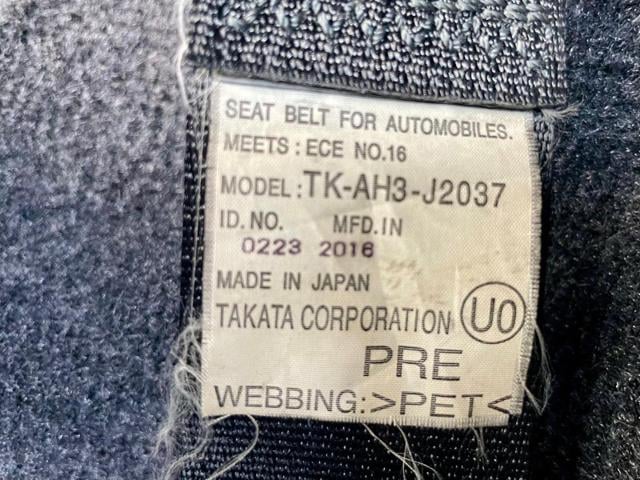 SEAT BELT FOR AUTOMOBILES.
MEETS : ECE NO.16
MODEL : TK-AH3-J2037
ID.NO. MFD.IN
0223 2016
MADE IN JAPAN
TAKATA CORPORATION U0
PRE
WEBBING: >PET<